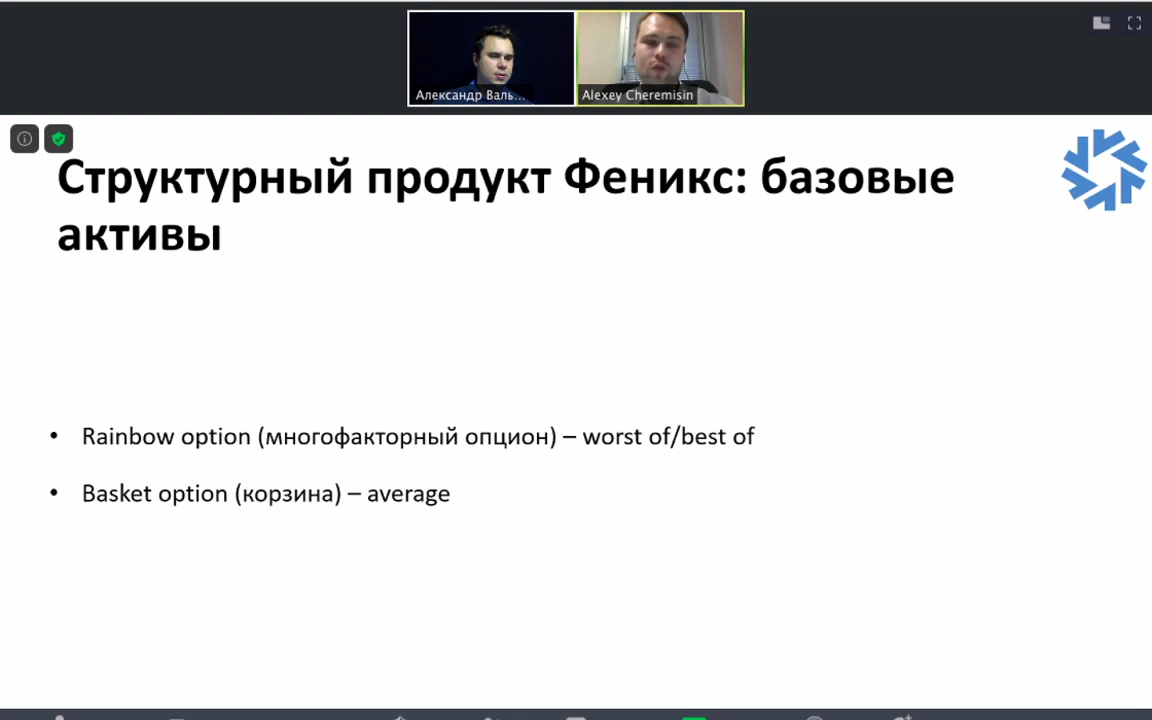 Александр Валь...
Alexey Cheremisin
Структурный продукт Феникс: базовые
активы
• Rainbow option (многофакторный опцион) – worst of/best of
• Basket option (корзина) – average